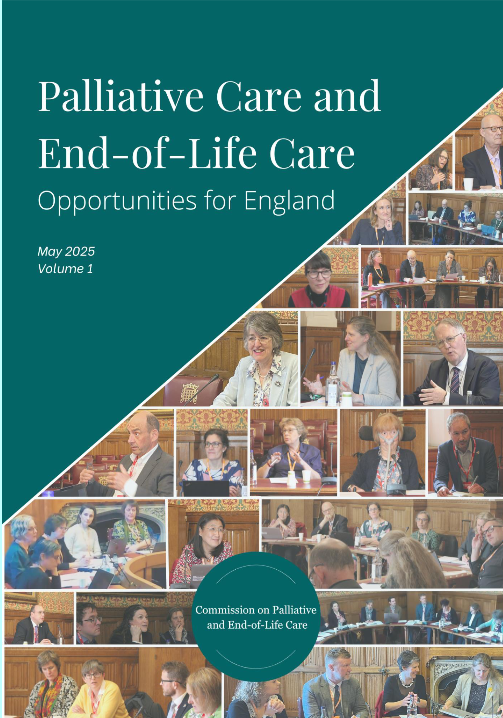 Palliative Care and
End-of-Life Care
Opportunities for England
May 2025
Volume 1
Commission on Palliative
and End-of-Life Care